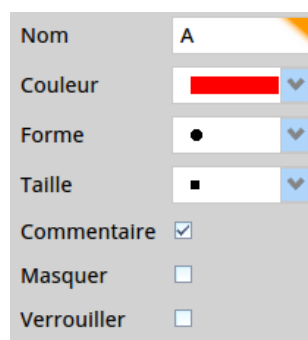 Nom A
Couleur
Forme
Taille
Commentaire
Masquer
Verrouiller